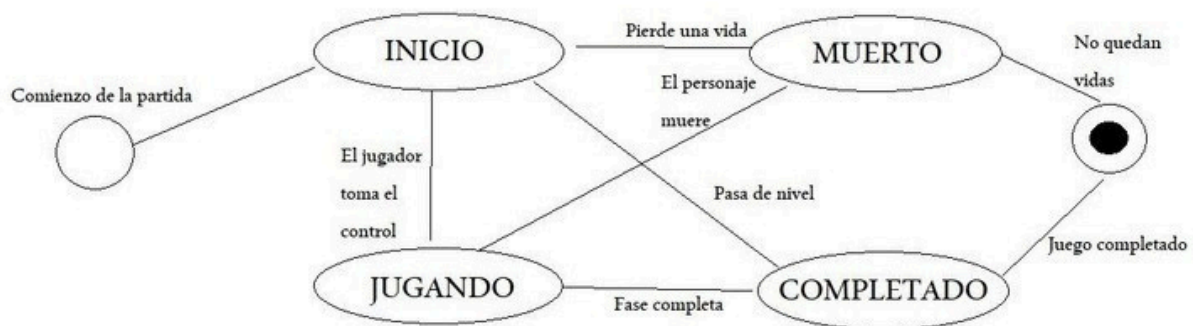 INICIO
Pierde una vida
MUERTO
No quedan
vidas
Comienzo de la partida
El personaje
muere
El jugador
toma el
control
Pasa de nivel
Juego completado
JUGANDO
Fase completa
COMPLETADO